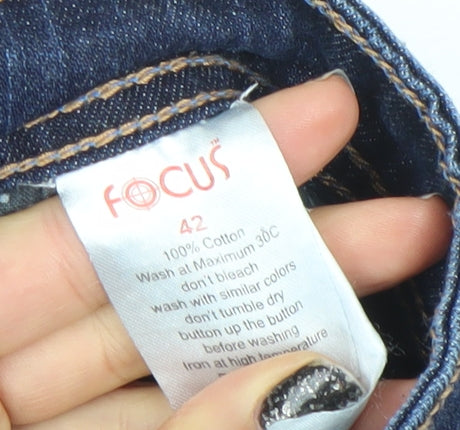 FOCUS™
42
100% Cotton
Wash at Maximum 30C
don't bleach
wash with similar colors
don't tumble dry
button up the button
before washing
Iron at high temperature